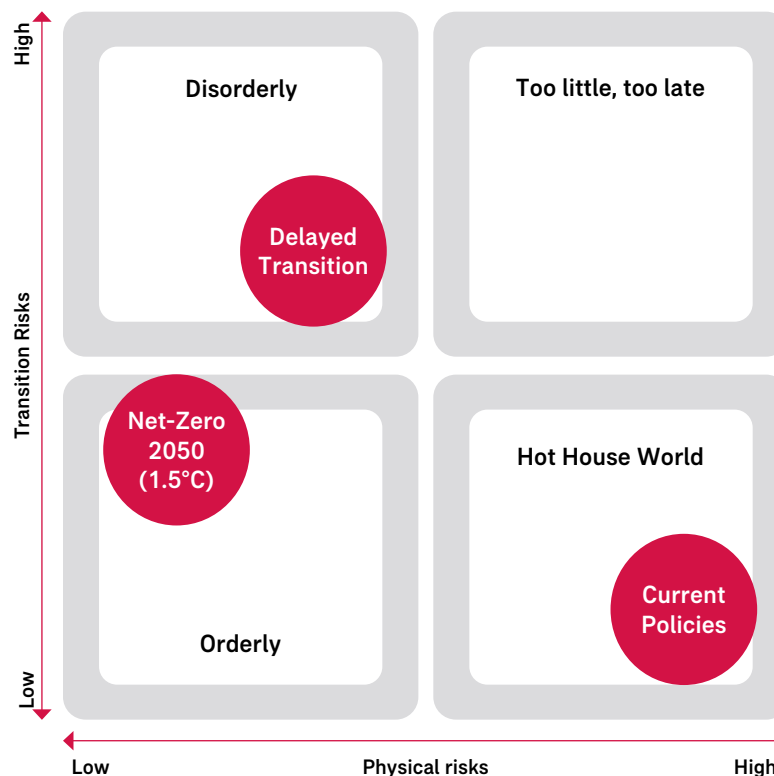 High
Disorderly
Too little, too late
Delayed
Transition
Transition Risks
Net-Zero
2050
(1.5°C)
Hot House World
Current
Policies
Orderly
Low
Low
Physical risks
High